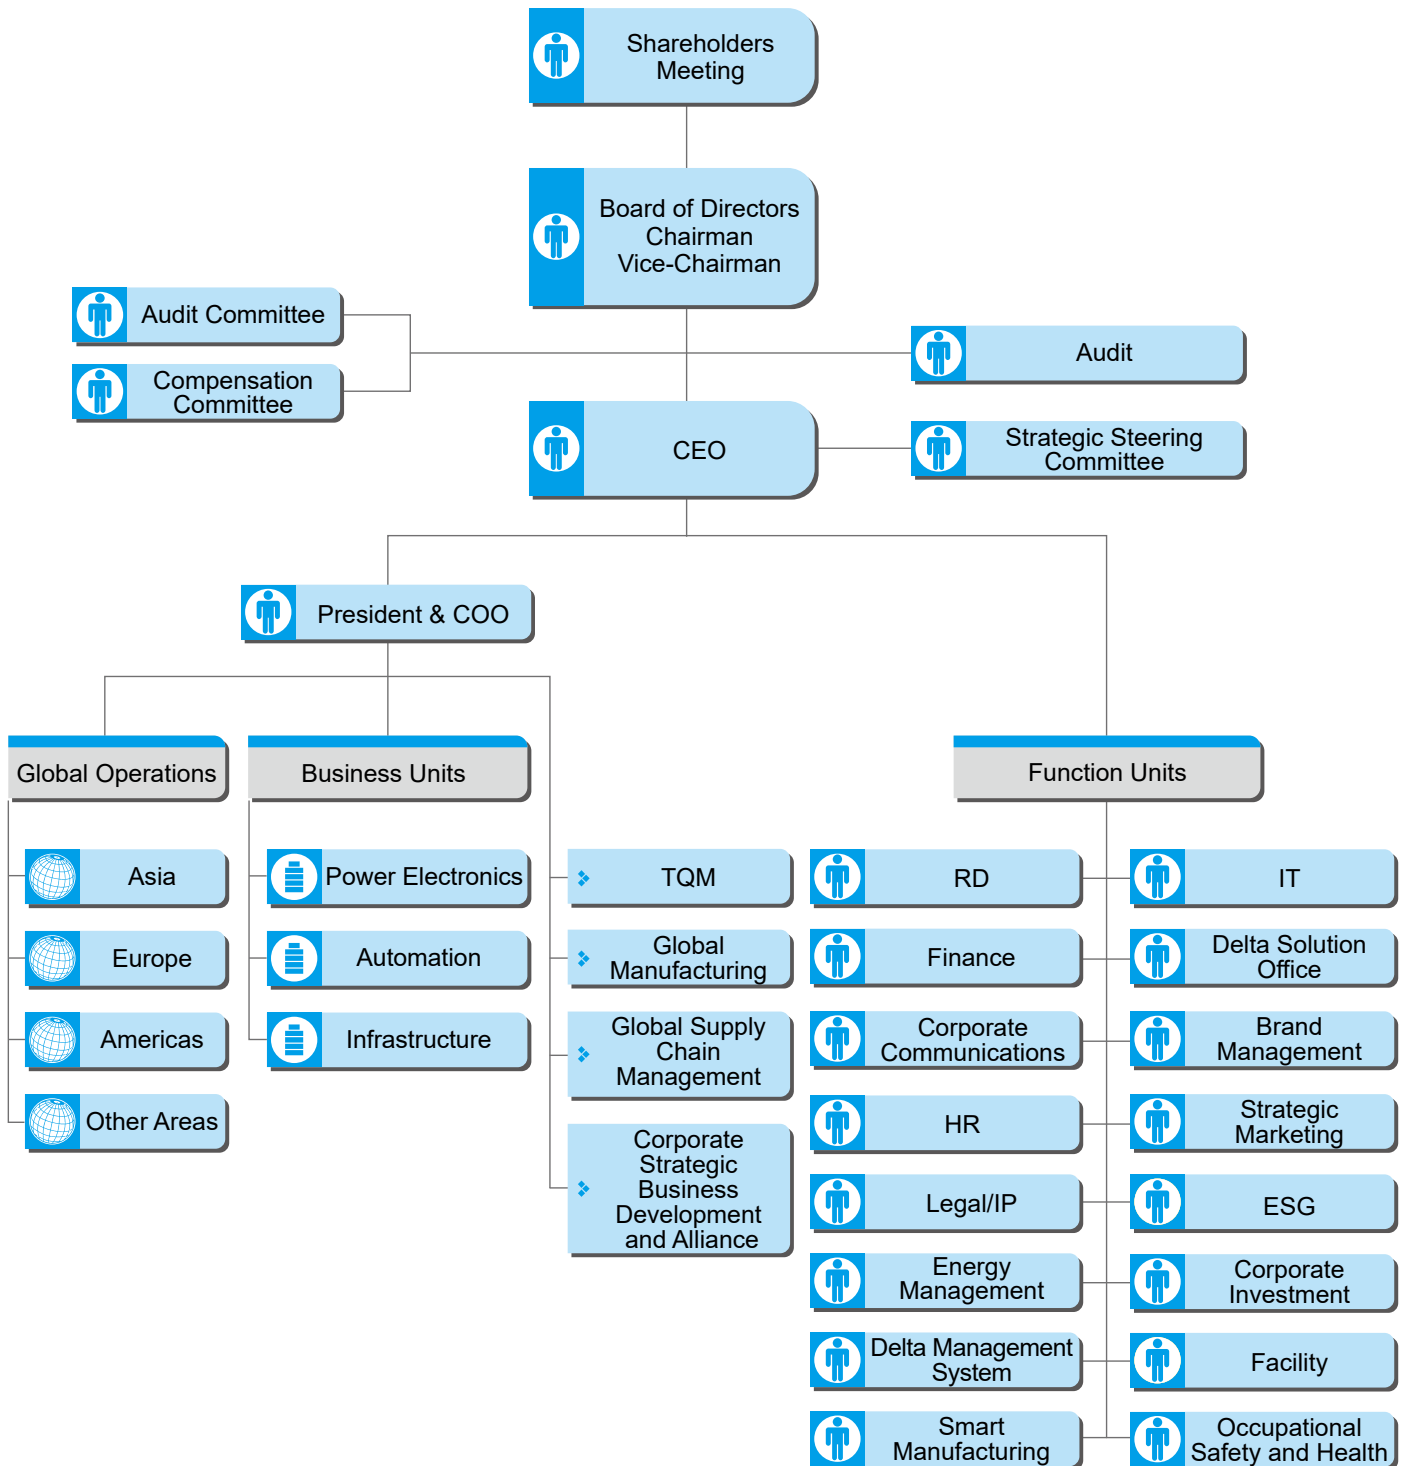 Shareholders
Meeting
Board of Directors
Chairman
Vice-Chairman
Audit Committee
Compensation
Committee
Audit
CEO
Strategic Steering
Committee
President & COO
Global Operations
Business Units
Function Units
Asia
Europe
Americas
Other Areas
Power Electronics
Automation
Infrastructure
TQM
Global
Manufacturing
Global Supply
Chain
Management
Corporate
Strategic
Business
Development
and Alliance
RD
Finance
Corporate
Communications
HR
Legal/IP
Energy
Management
Delta Management
System
Smart
Manufacturing
IT
Delta Solution
Office
Brand
Management
Strategic
Marketing
ESG
Corporate
Investment
Facility
Occupational
Safety and Health